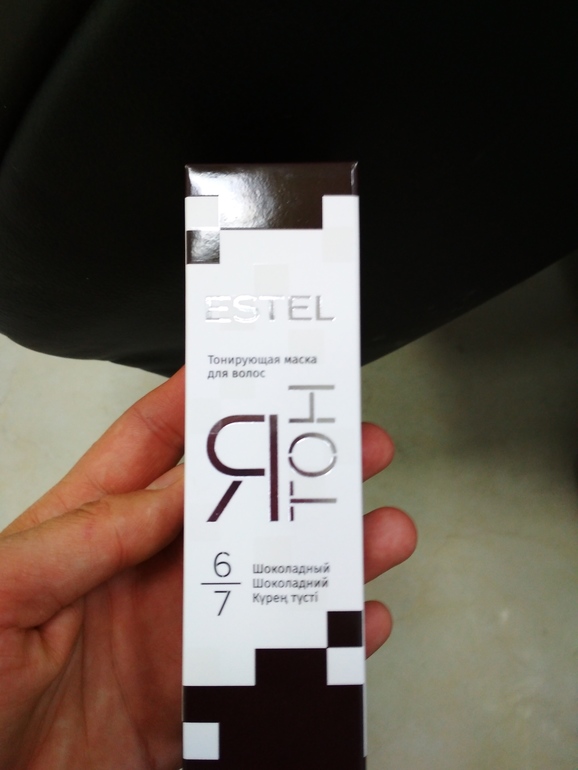 ESTEL
Тонирующая маска
для волос
Я ТОН
6/7
Шоколадный
Шоколадний
Күрең түсті